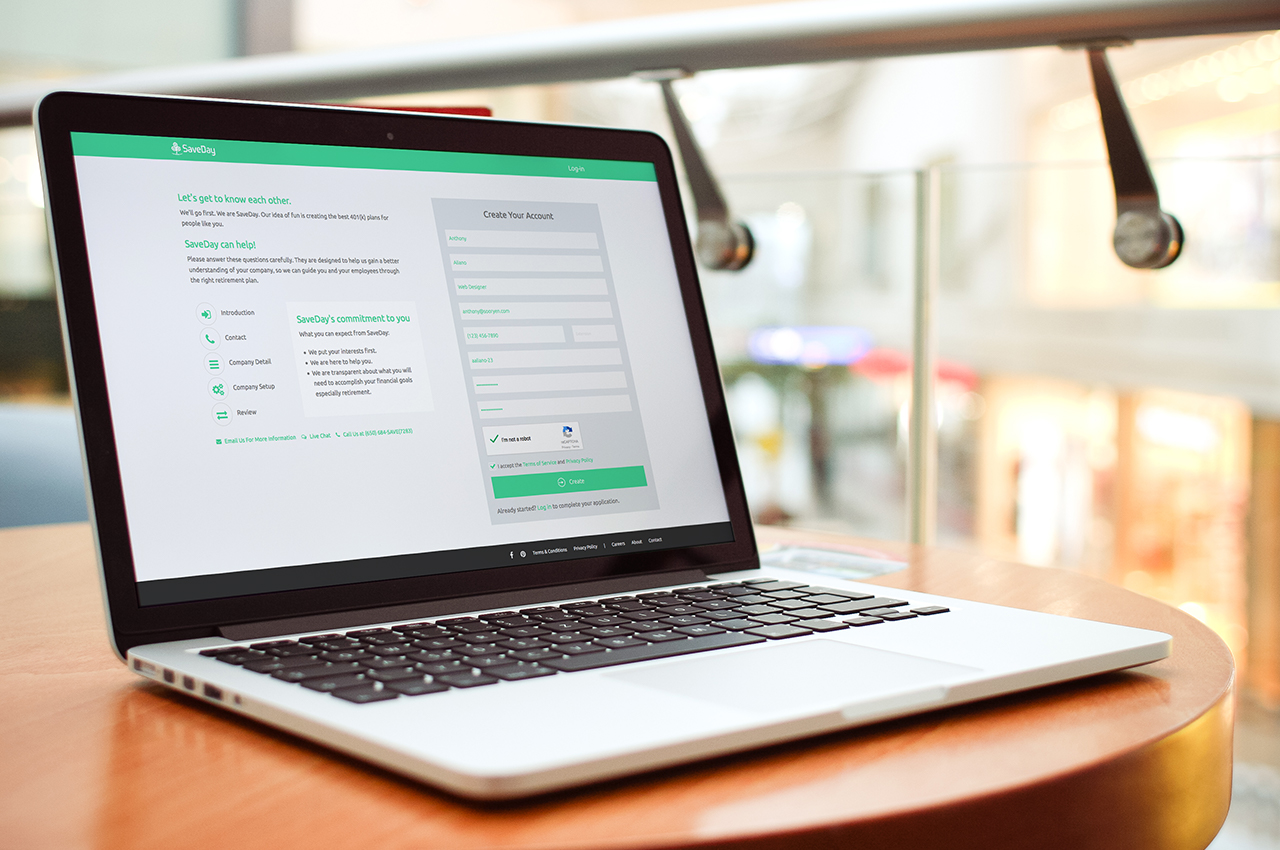 SaveDay
Log-in
Let's get to know each other.
We'll go first. We are SaveDay. Our idea of fun is creating the best 401(k) plans for
people like you.
SaveDay can help!
Please answer these questions carefully. They are designed to help us gain a better
understanding of your company, so we can guide you and your employees through
the right retirement plan.
Introduction
Contact
Company Detail
Company Setup
Review
SaveDay's commitment to you
What you can expect from SaveDay:
• We put your interests first.
• We are here to help you.
• We are transparent about what you will
need to accomplish your financial goals
especially retirement.
Email Us For More Information Live Chat Call Us at (650) 684-SAVE(7283)
Create Your Account
Anthony
Aliano
Web Designer
(123) 456-7890
aaliano-23
I'm not a robot
reCAPTCHA
Privacy - Terms
I accept the Terms of Service and Privacy Policy
Create
Already started? Log in to complete your application.
Terms & Conditions Privacy Policy | Careers About Contact